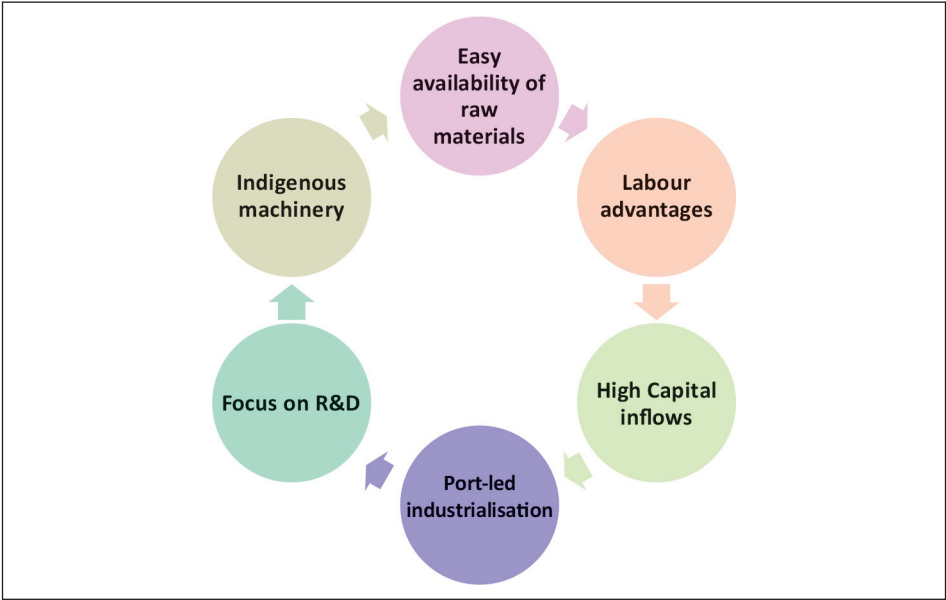 Easy
availability of
raw
materials
Labour
advantages
High Capital
inflows
Port-led
industrialisation
Focus on R&D
Indigenous
machinery